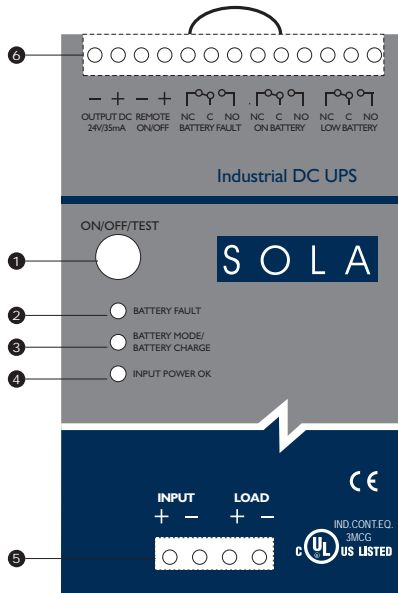 6
− + − + NC C NO NC C NO NC C NO
OUTPUT DC REMOTE BATTERY FAULT ON BATTERY LOW BATTERY
24V/35mA ON/OFF
Industrial DC UPS
ON/OFF/TEST
1
SOLA
2 BATTERY FAULT
3 BATTERY MODE/
BATTERY CHARGE
4 INPUT POWER OK
CE
INPUT LOAD
+ − + −
IND.CONT.EQ.
3MCG
5
C UL ® US LISTED